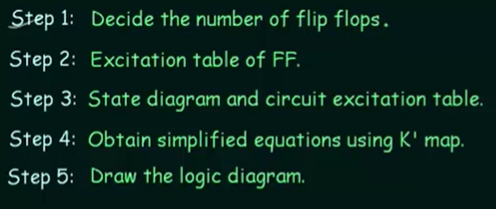 Step 1: Decide the number of flip flops.
Step 2: Excitation table of FF.
Step 3: State diagram and circuit excitation table.
Step 4: Obtain simplified equations using K' map.
Step 5: Draw the logic diagram.